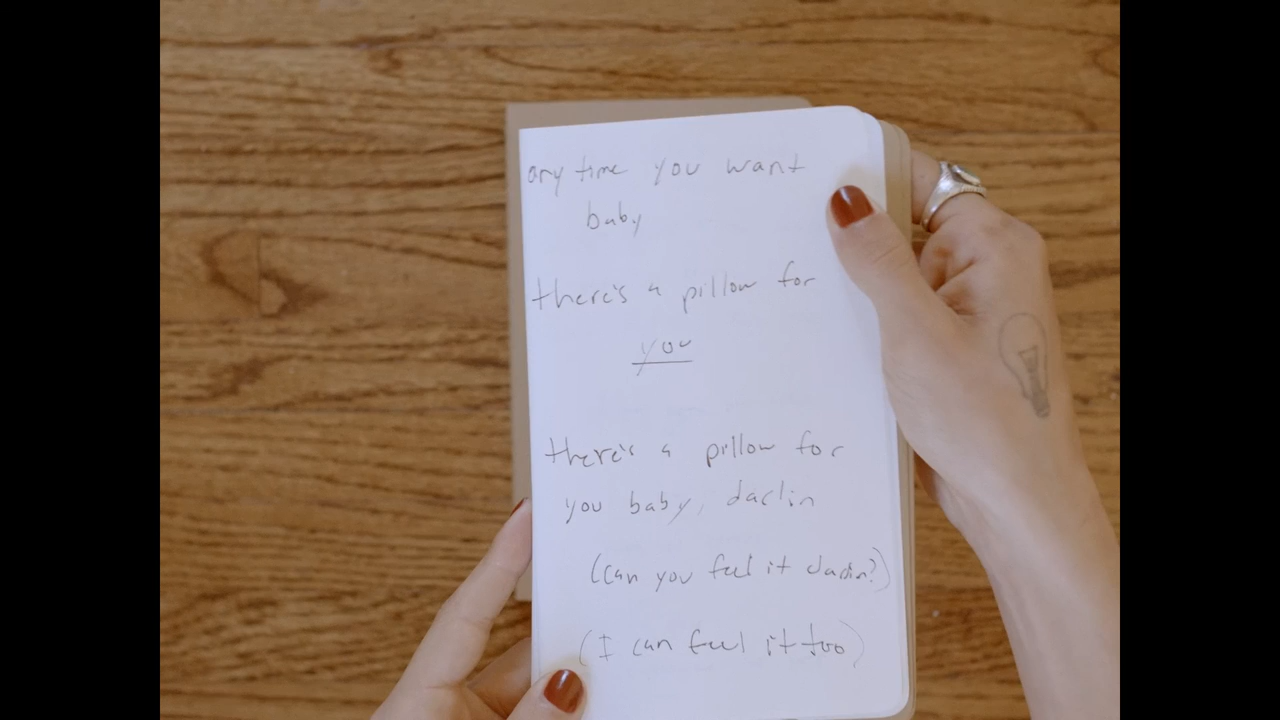 any time you want
baby
there's a pillow for
you
there's a pillow for
you baby, darlin
(can you feel it darlin?)
(I can feel it too)